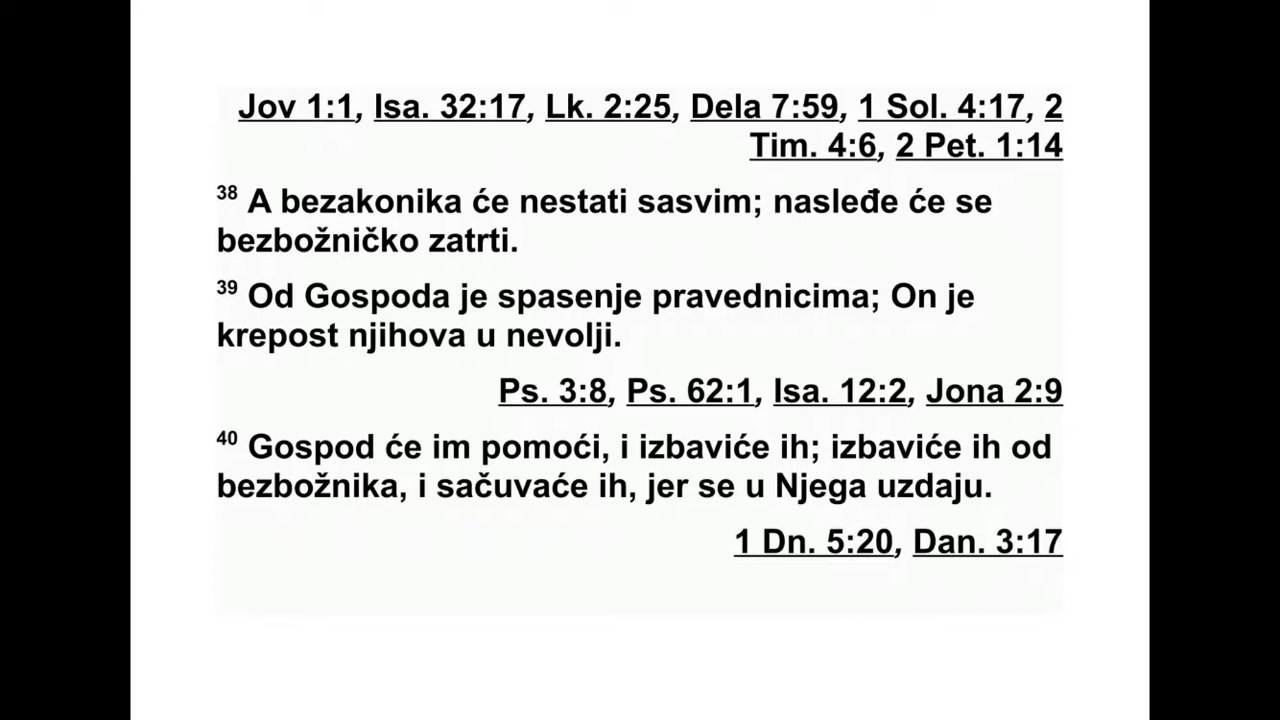 Jov 1:1, Isa. 32:17, Lk. 2:25, Dela 7:59, 1 Sol. 4:17, 2
Tim. 4:6, 2 Pet. 1:14
38 A bezakonika će nestati sasvim; nasleđe će se
bezbožničko zatrti.
39 Od Gospoda je spasenje pravednicima; On je
krepost njihova u nevolji.
Ps. 3:8, Ps. 62:1, Isa. 12:2, Jona 2:9
40 Gospod će im pomoći, i izbaviće ih; izbaviće ih od
bezbožnika, i sačuvaće ih, jer se u Njega uzdaju.
1 Dn. 5:20, Dan. 3:17